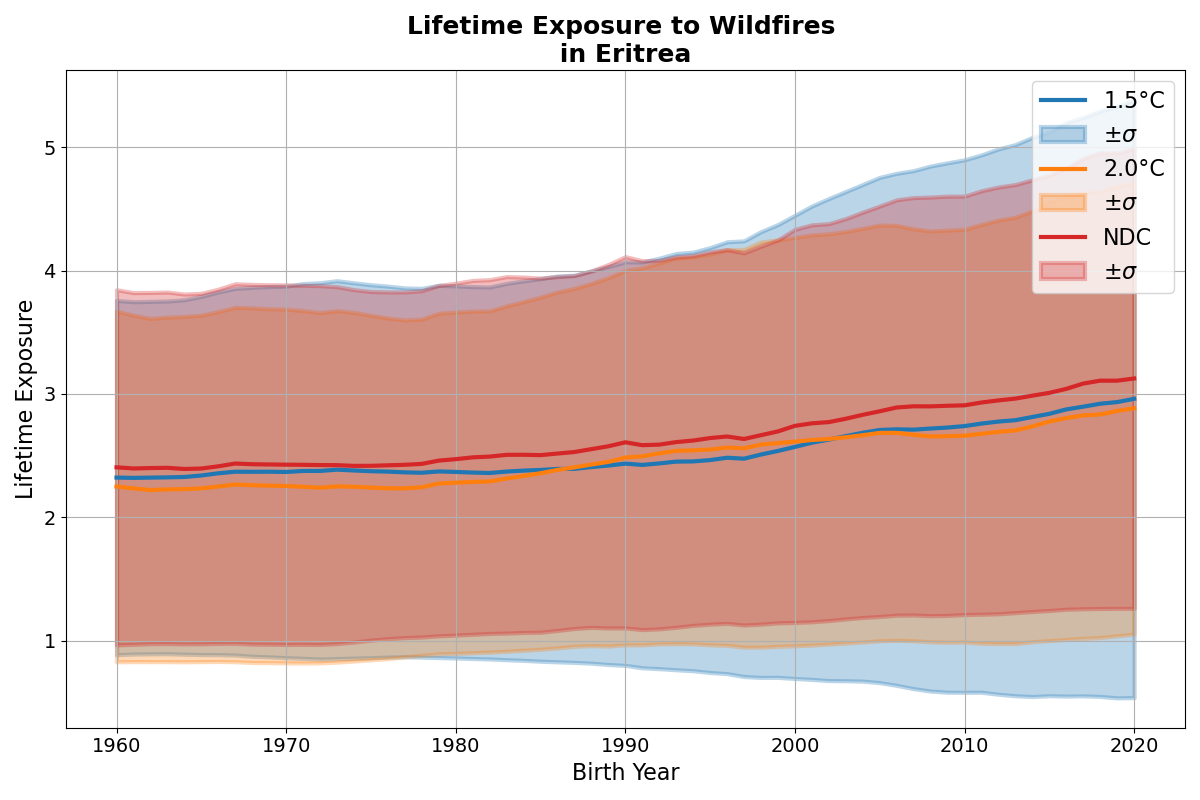 Lifetime Exposure to Wildfires
in Eritrea
1.5°C
±σ
2.0°C
±σ
NDC
±σ
Lifetime Exposure
5
4
3
2
1
1960 1970 1980 1990 2000 2010 2020
Birth Year